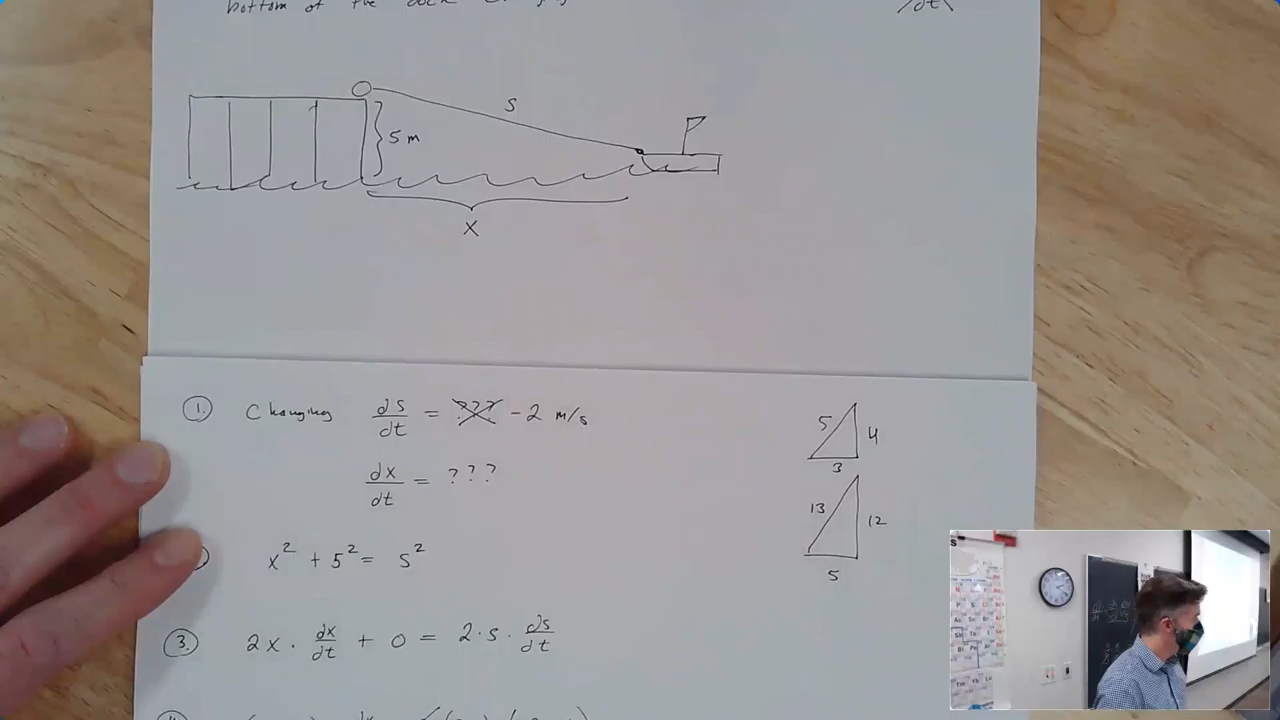 bottom of the dock
dt
S
5 m
X
1. Changing ds/dt = ??? - 2 m/s
dx/dt = ???
x² + 5² = s²
3. 2x · dx/dt + 0 = 2 · s · ds/dt
5 4
3
13 12
5